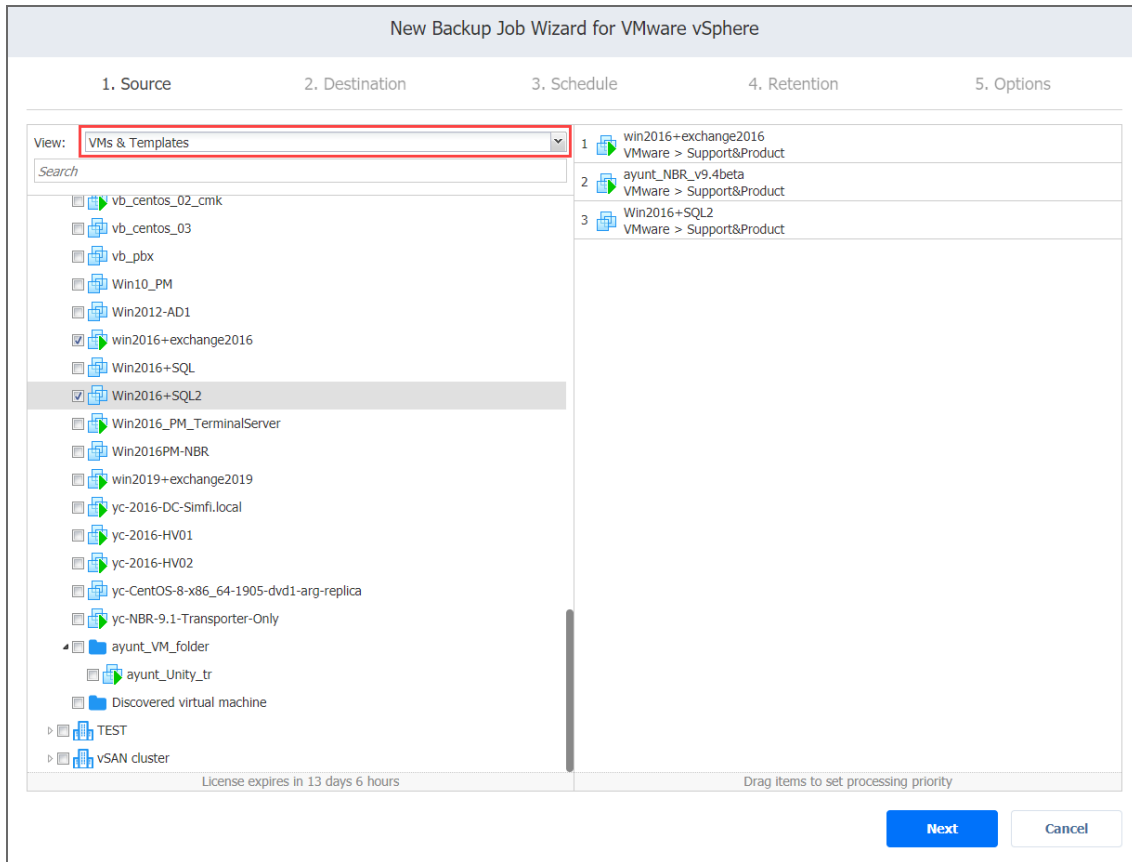 New Backup Job Wizard for VMware vSphere
1. Source
2. Destination
3. Schedule
4. Retention
5. Options
View:
VMs & Templates
Search
vb_centos_02_cmk
vb_centos_03
vb_pbx
Win10_PM
Win2012-AD1
win2016+exchange2016
Win2016+SQL
Win2016+SQL2
Win2016_PM_TerminalServer
Win2016PM-NBR
win2019+exchange2019
yc-2016-DC-Simfi.local
yc-2016-HV01
yc-2016-HV02
yc-CentOS-8-x86_64-1905-dvd1-arg-replica
yc-NBR-9.1-Transporter-Only
ayunt_VM_folder
ayunt_Unity_tr
Discovered virtual machine
TEST
vSAN cluster
License expires in 13 days 6 hours
1
win2016+exchange2016
VMware > Support&Product
2
ayunt_NBR_v9.4beta
VMware > Support&Product
3
Win2016+SQL2
VMware > Support&Product
Drag items to set processing priority
Next
Cancel